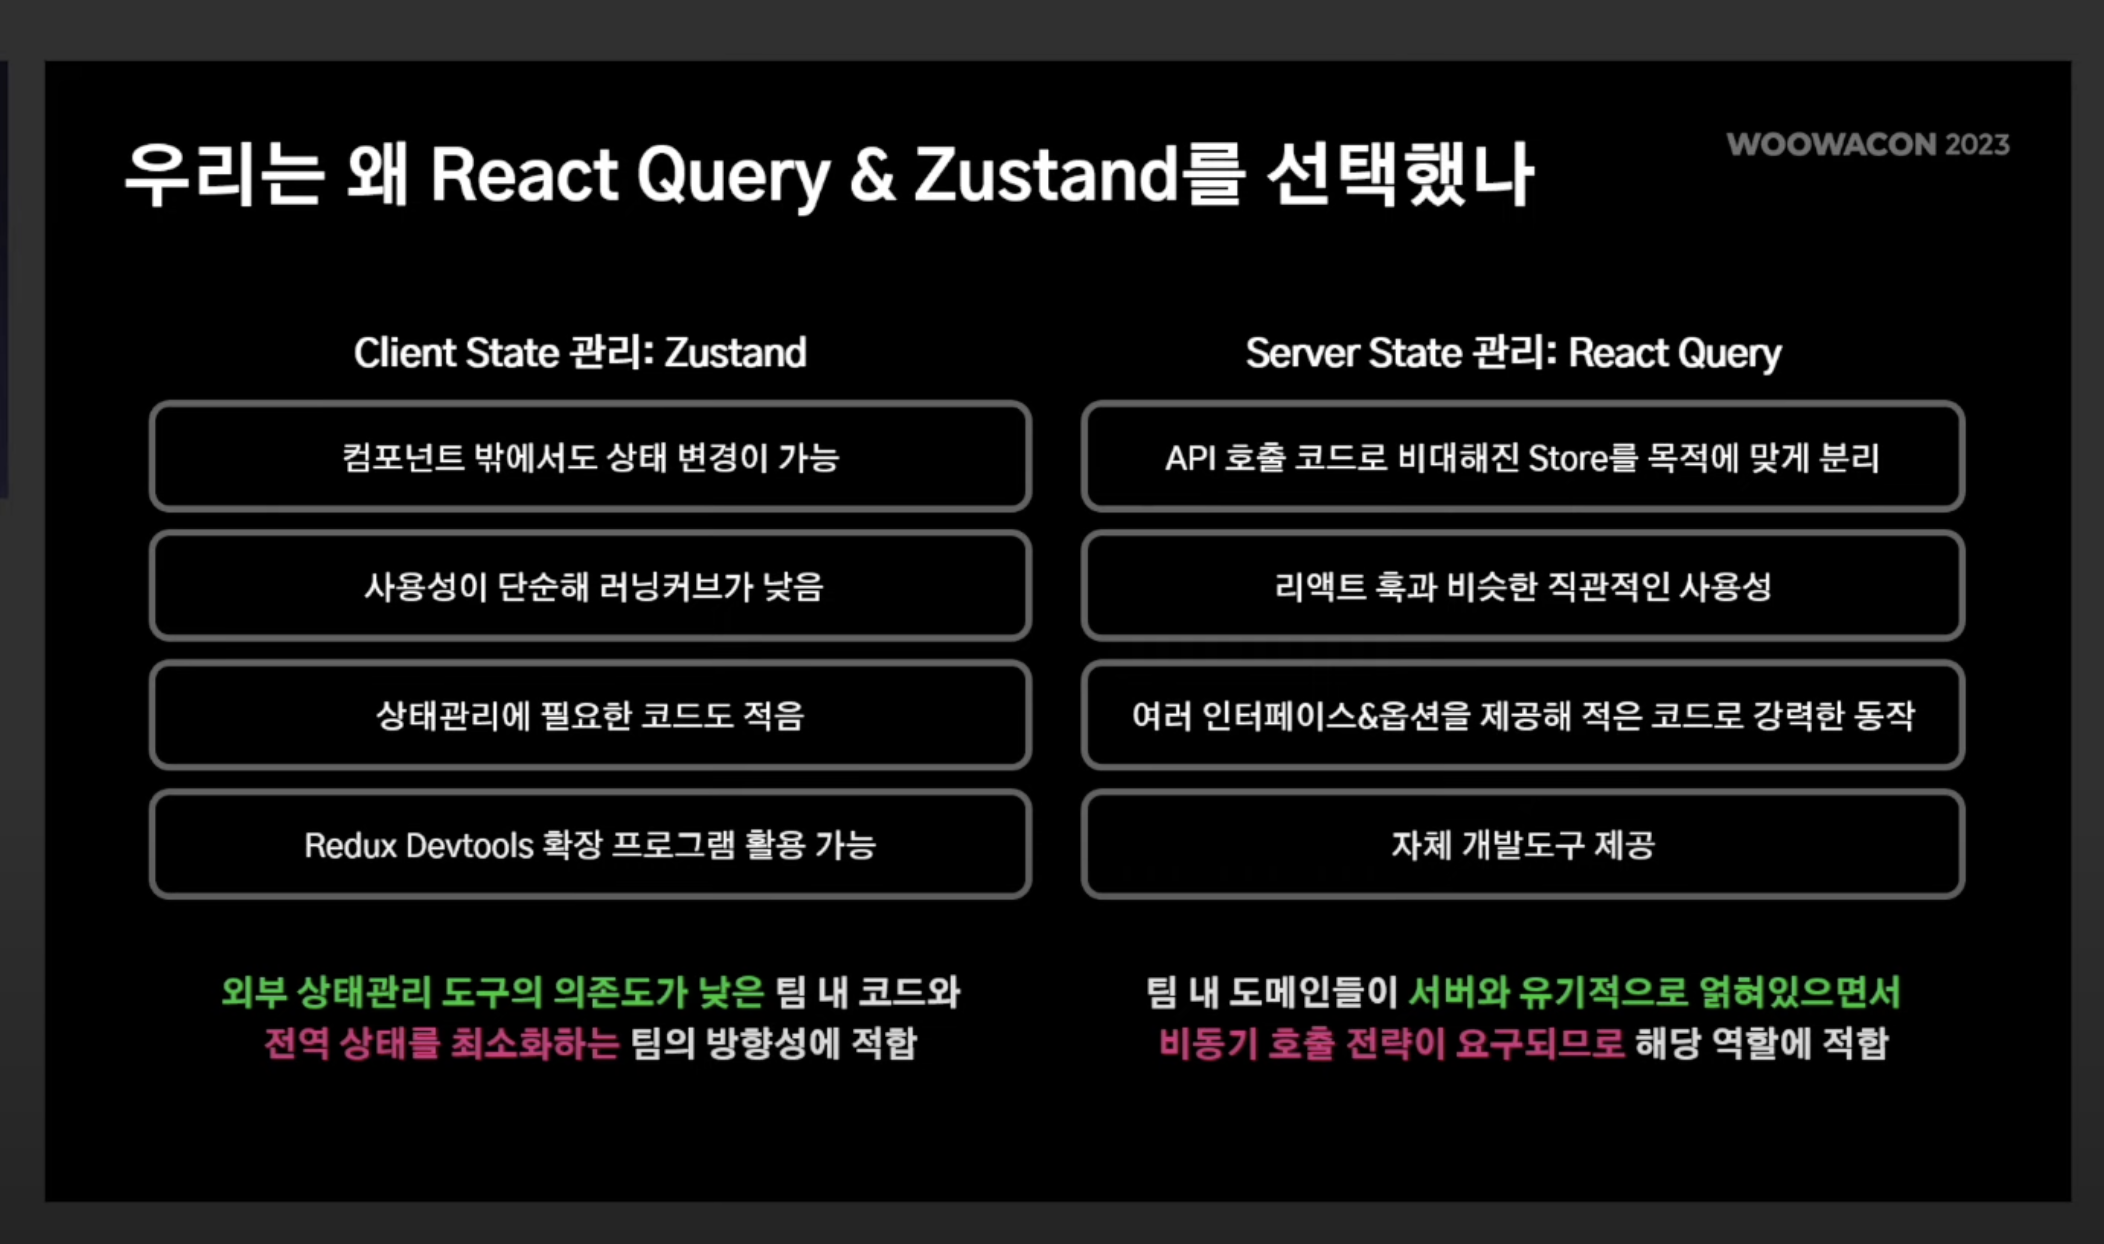 우리는 왜 React Query & Zustand를 선택했나
WOOWACON 2023
Client State 관리: Zustand
컴포넌트 밖에서도 상태 변경이 가능
사용성이 단순해 러닝커브가 낮음
상태관리에 필요한 코드도 적음
Redux Devtools 확장 프로그램 활용 가능
외부 상태관리 도구의 의존도가 낮은 팀 내 코드와
전역 상태를 최소화하는 팀의 방향성에 적합
Server State 관리: React Query
API 호출 코드로 비대해진 Store를 목적에 맞게 분리
리액트 훅과 비슷한 직관적인 사용성
여러 인터페이스&옵션을 제공해 적은 코드로 강력한 동작
자체 개발도구 제공
팀 내 도메인들이 서버와 유기적으로 얽혀있으면서
비동기 호출 전략이 요구되므로 해당 역할에 적합